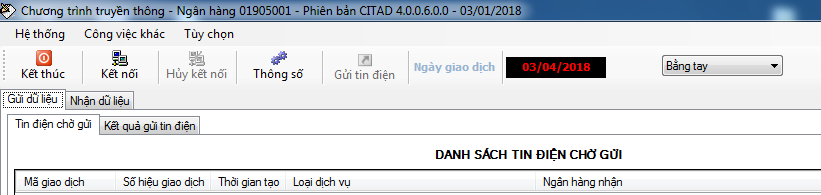 Chương trình truyền thông - Ngân hàng 01905001 - Phiên bản CITAD 4.0.0.6.0.0 - 03/01/2018
Hệ thống Công việc khác Tùy chọn
Kết thúc Kết nối Hủy kết nối Thông số Gửi tin điện Ngày giao dịch 03/04/2018 Bằng tay
Gửi dữ liệu Nhận dữ liệu
Tin điện chờ gửi Kết quả gửi tin điện
DANH SÁCH TIN ĐIỆN CHỜ GỬI
Mã giao dịch Số hiệu giao dịch Thời gian tạo Loại dịch vụ Ngân hàng nhận